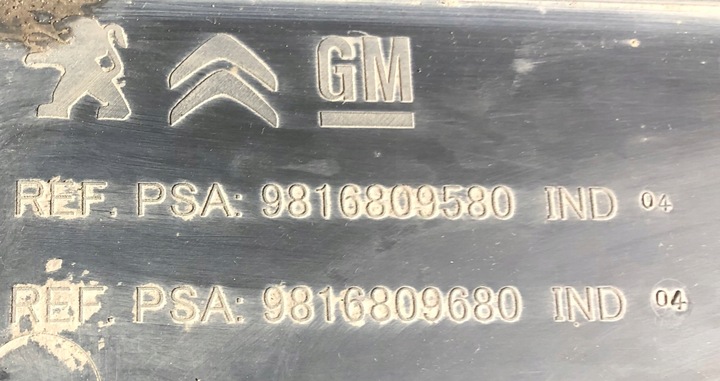 GM
REF. PSA: 9816809580 IND 04
REF. PSA: 9816809680 IND 04